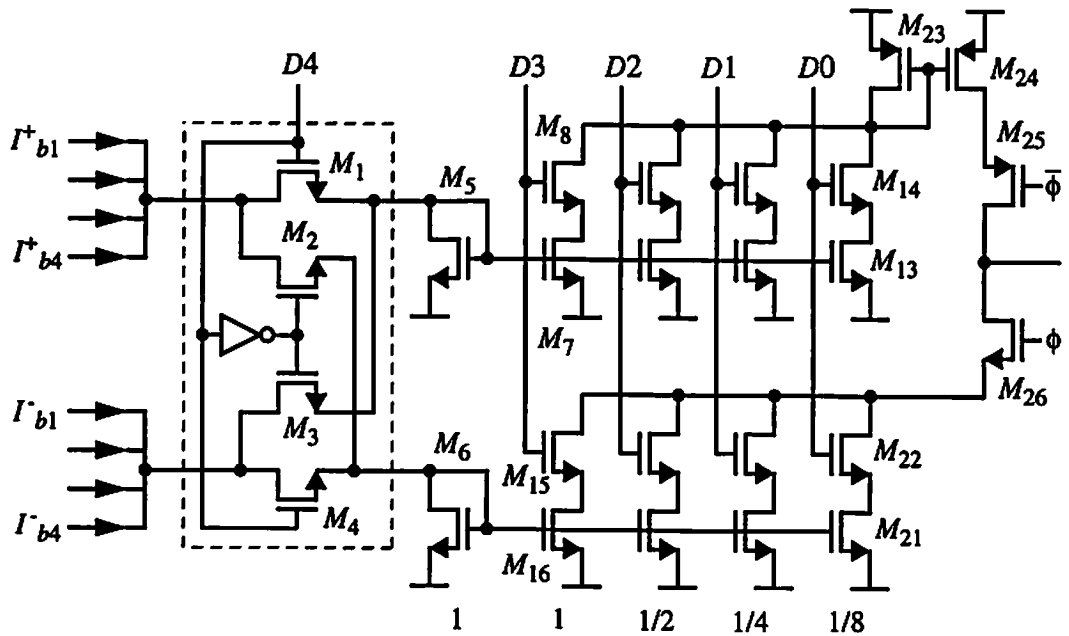 M23
D4
D3
D2
D1
D0
M24
I+b1
M8
M25
M1
M5
M14
φ̄
M2
I+b4
M13
M7
φ
M26
I-b1
M3
M6
M15
M22
I-b4
M4
M16
M21
1
1
1/2
1/4
1/8